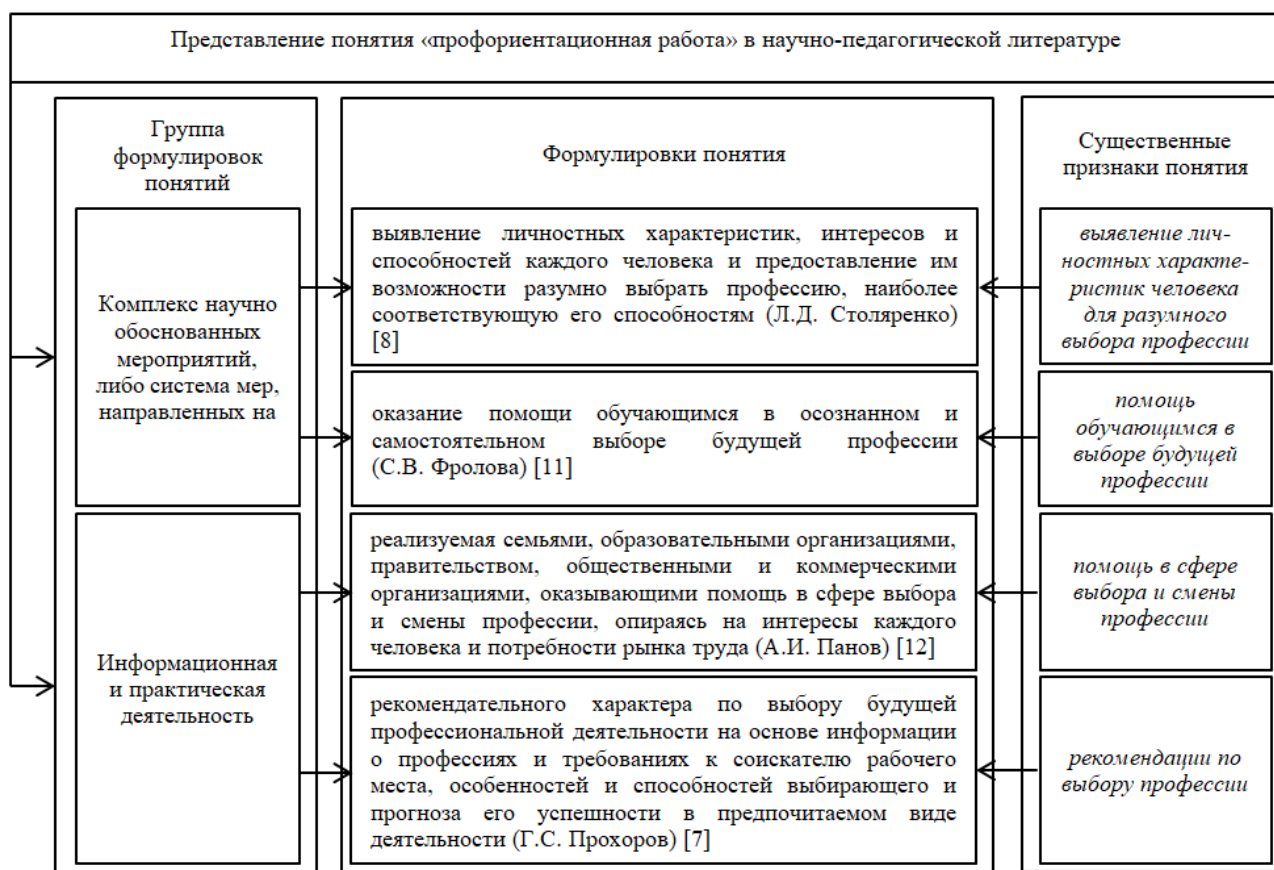 Представление понятия «профориентационная работа» в научно-педагогической литературе
Группа
формулировок
понятий
Формулировки понятия
Существенные
признаки понятия
Комплекс научно
обоснованных
мероприятий,
либо система мер,
направленных на
выявление личностных характеристик, интересов и
способностей каждого человека и предоставление им
возможности разумно выбрать профессию, наиболее
соответствующую его способностям (Л.Д. Столяренко)
[8]
выявление лич-
ностных характе-
ристик человека
для разумного
выбора профессии
оказание помощи обучающимся в осознанном и
самостоятельном выборе будущей профессии
(С.В. Фролова) [11]
помощь
обучающимся в
выборе будущей
профессии
Информационная
и практическая
деятельность
реализуемая семьями, образовательными организациями,
правительством, общественными и коммерческими
организациями, оказывающими помощь в сфере выбора
и смены профессии, опираясь на интересы каждого
человека и потребности рынка труда (А.И. Панов) [12]
помощь в сфере
выбора и смены
профессии
рекомендательного характера по выбору будущей
профессиональной деятельности на основе информации
о профессиях и требованиях к соискателю рабочего
места, особенностей и способностей выбирающего и
прогноза его успешности в предпочитаемом виде
деятельности (Г.С. Прохоров) [7]
рекомендации по
выбору профессии